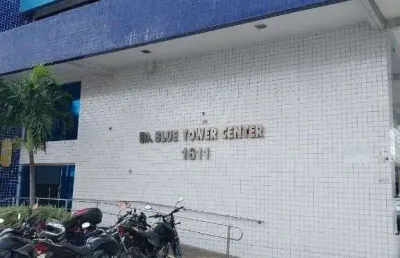 ED. BLUE TOWER CENTER
1611